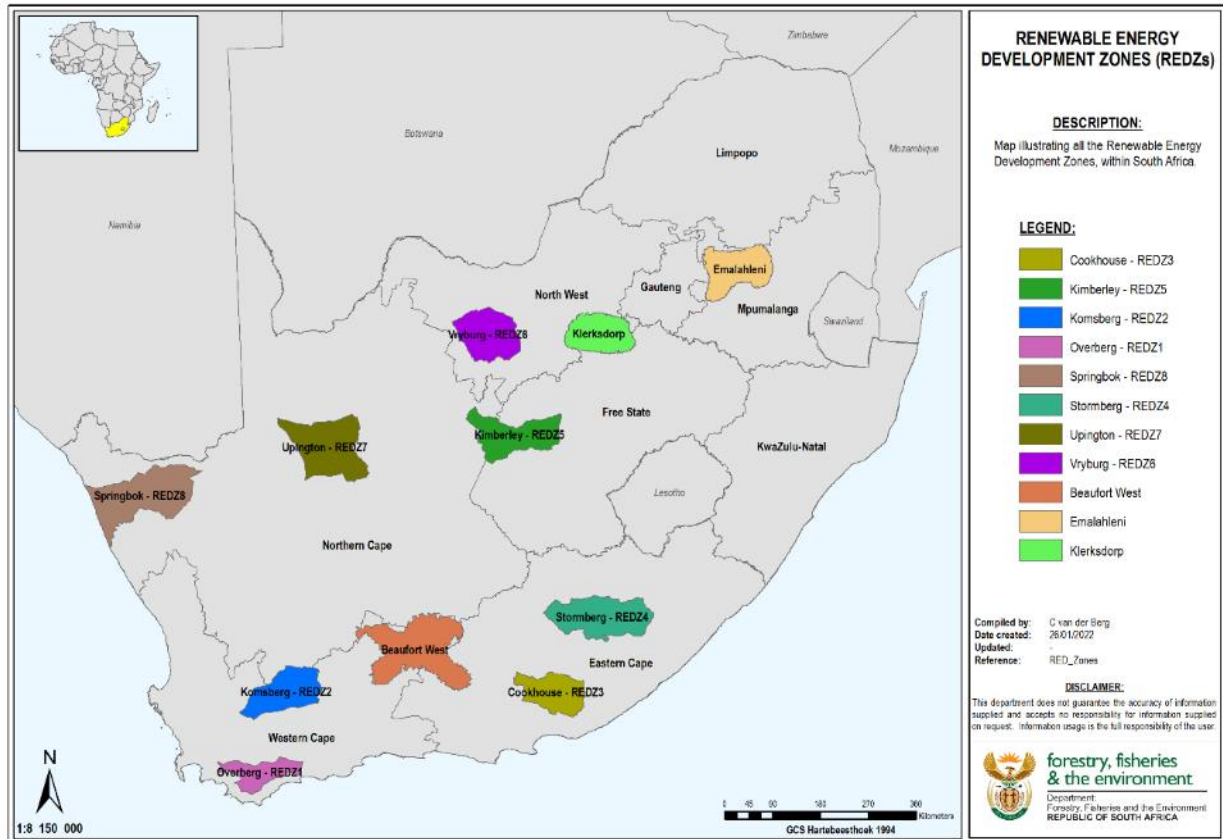 Zimbabwe
Botswana
Limpopo
Mozambique
Namibia
Emalahleni
Gauteng
North West
Mpumalanga
Swaziland
Vryburg - REDZ6
Klerksdorp
Free State
Upington - REDZ7
Kimberley - REDZ5
KwaZulu-Natal
Springbok - REDZ8
Lesotho
Northern Cape
Stormberg - REDZ4
Beaufort West
Eastern Cape
Komsberg - REDZ2
Cookhouse - REDZ3
Western Cape
Overberg - REDZ1
N
1:8 150 000
0 45 90 180 270 360
Kilometers
GCS Hartebeesthoek 1994
RENEWABLE ENERGY
DEVELOPMENT ZONES (REDZs)
DESCRIPTION:
Map illustrating all the Renewable Energy
Development Zones, within South Africa.
LEGEND:
Cookhouse - REDZ3
Kimberley - REDZ5
Komsberg - REDZ2
Overberg - REDZ1
Springbok - REDZ8
Stormberg - REDZ4
Upington - REDZ7
Vryburg - REDZ6
Beaufort West
Emalahleni
Klerksdorp
Compiled by: C van der Berg
Date created: 26/01/2022
Updated: -
Reference: RED_Zones
DISCLAIMER:
This department does not guarantee the accuracy of information
supplied and accepts no responsibility for information supplied
on request. Information usage is the full responsibility of the user.
forestry, fisheries
& the environment
Department:
Forestry, Fisheries and the Environment
REPUBLIC OF SOUTH AFRICA